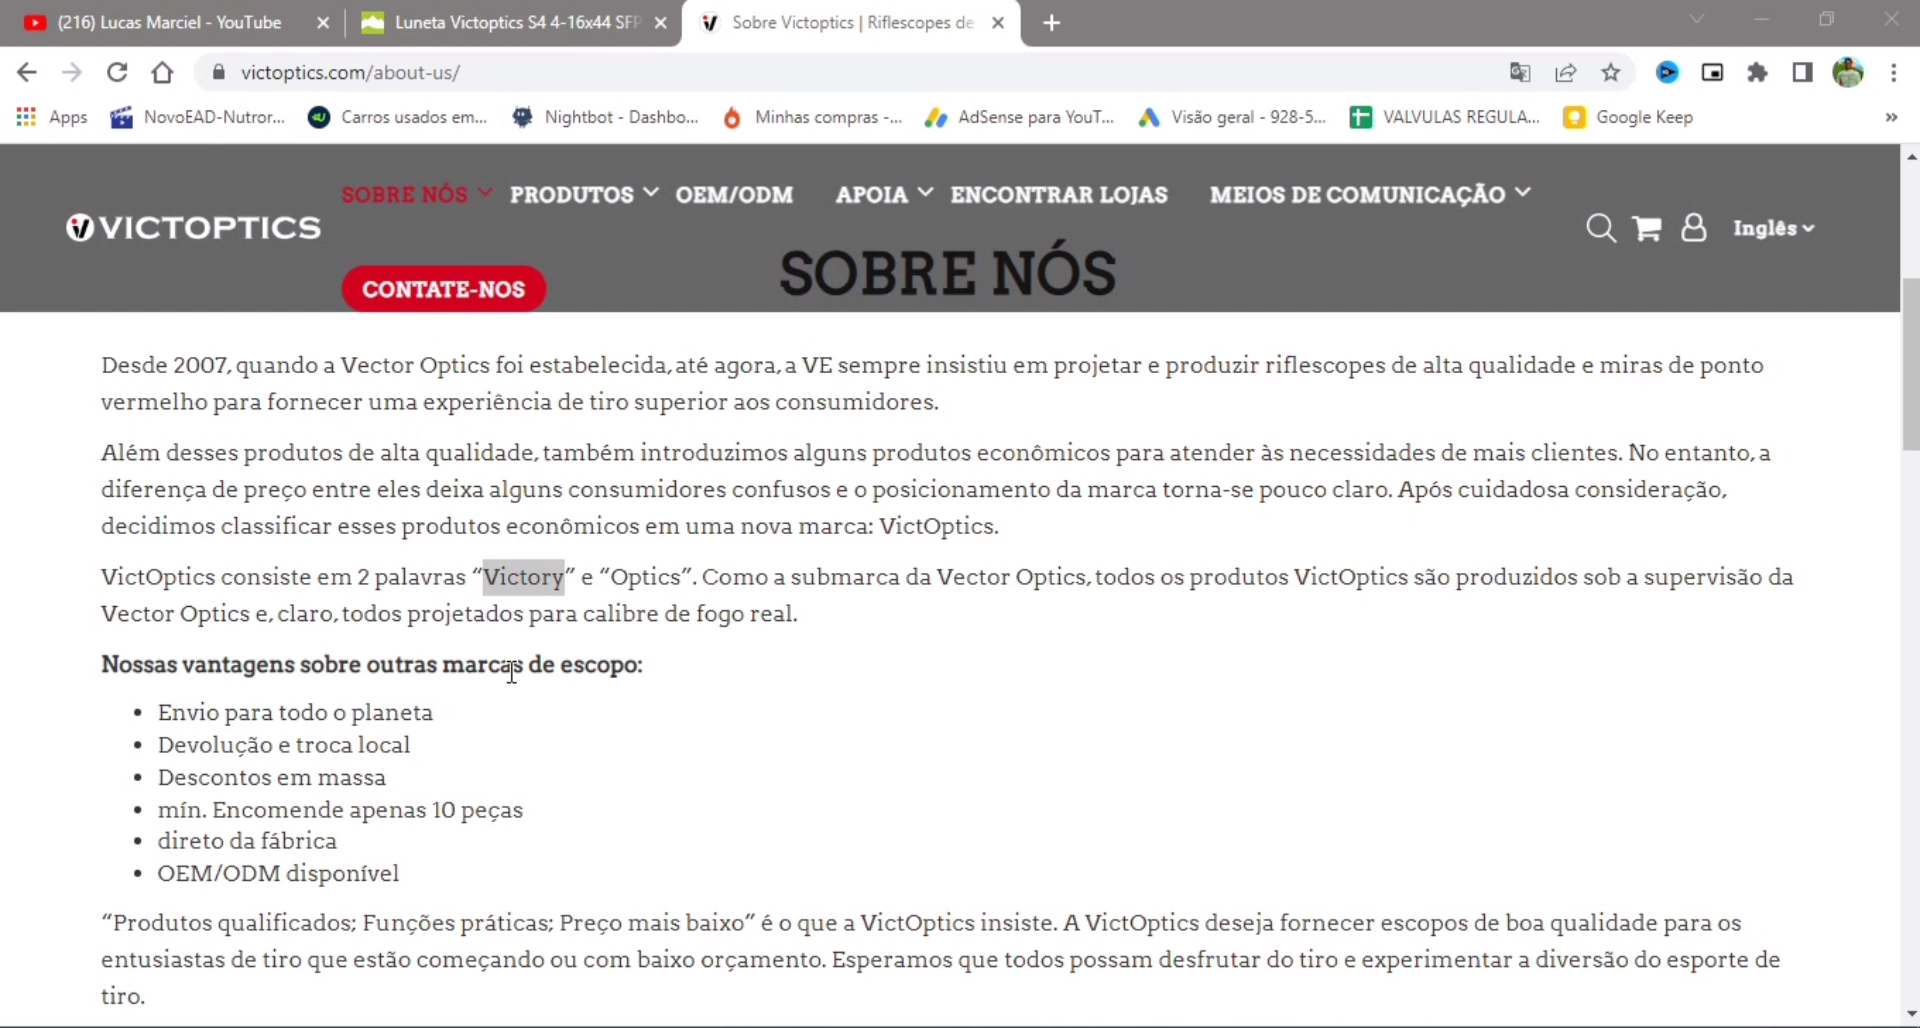 (216) Lucas Marciel - YouTube
Luneta Victoptics S4 4-16x44 SFP
Sobre Victoptics | Riflescopes de
victoptics.com/about-us/
Apps
NovoEAD-Nutror...
Carros usados em...
Nightbot - Dashbo...
Minhas compras -...
AdSense para YouT...
Visão geral - 928-5...
VALVULAS REGULA...
Google Keep
»
VICTOPTICS
SOBRE NÓS
PRODUTOS
OEM/ODM
APOIA
ENCONTRAR LOJAS
MEIOS DE COMUNICAÇÃO
CONTATE-NOS
Inglês
SOBRE NÓS
Desde 2007, quando a Vector Optics foi estabelecida, até agora, a VE sempre insistiu em projetar e produzir riflescopes de alta qualidade e miras de ponto
vermelho para fornecer uma experiência de tiro superior aos consumidores.
Além desses produtos de alta qualidade, também introduzimos alguns produtos econômicos para atender às necessidades de mais clientes. No entanto, a
diferença de preço entre eles deixa alguns consumidores confusos e o posicionamento da marca torna-se pouco claro. Após cuidadosa consideração,
decidimos classificar esses produtos econômicos em uma nova marca: VictOptics.
VictOptics consiste em 2 palavras “Victory” e “Optics”. Como a submarca da Vector Optics, todos os produtos VictOptics são produzidos sob a supervisão da
Vector Optics e, claro, todos projetados para calibre de fogo real.
Nossas vantagens sobre outras marcas de escopo:
• Envio para todo o planeta
• Devolução e troca local
• Descontos em massa
• mín. Encomende apenas 10 peças
• direto da fábrica
• OEM/ODM disponível
“Produtos qualificados; Funções práticas; Preço mais baixo” é o que a VictOptics insiste. A VictOptics deseja fornecer escopos de boa qualidade para os
entusiastas de tiro que estão começando ou com baixo orçamento. Esperamos que todos possam desfrutar do tiro e experimentar a diversão do esporte de
tiro.